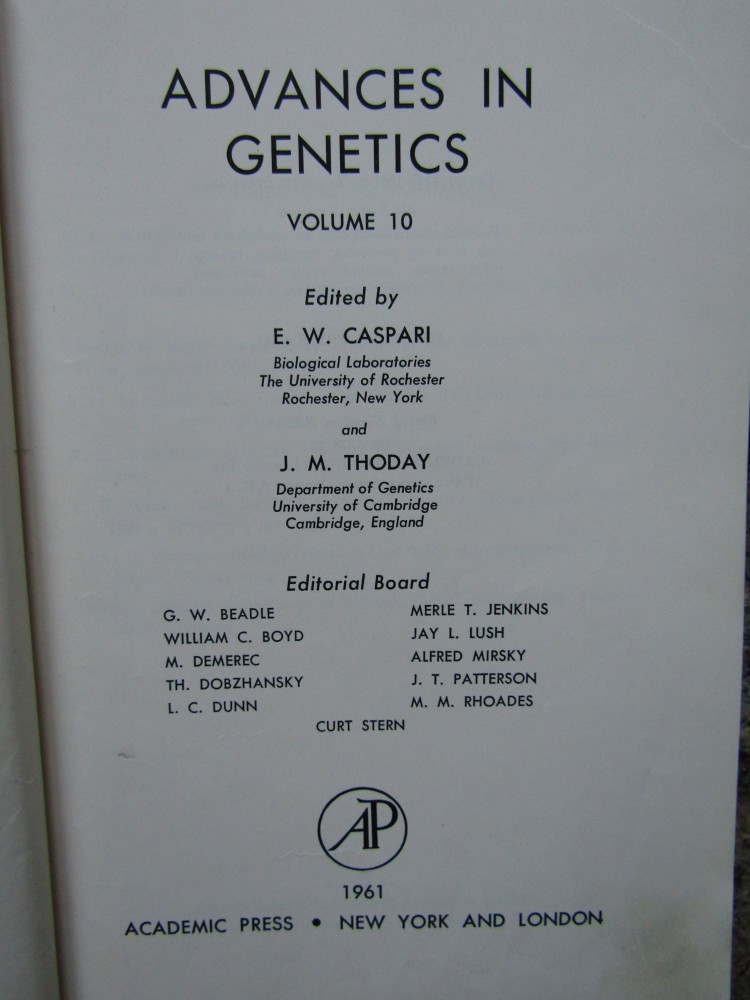 ADVANCES IN
GENETICS
VOLUME 10
Edited by
E. W. CASPARI
Biological Laboratories
The University of Rochester
Rochester, New York
and
J. M. THODAY
Department of Genetics
University of Cambridge
Cambridge, England
Editorial Board
G. W. BEADLE
WILLIAM C. BOYD
M. DEMEREC
TH. DOBZHANSKY
L. C. DUNN
MERLE T. JENKINS
JAY L. LUSH
ALFRED MIRSKY
J. T. PATTERSON
M. M. RHOADES
CURT STERN
AP
1961
ACADEMIC PRESS • NEW YORK AND LONDON